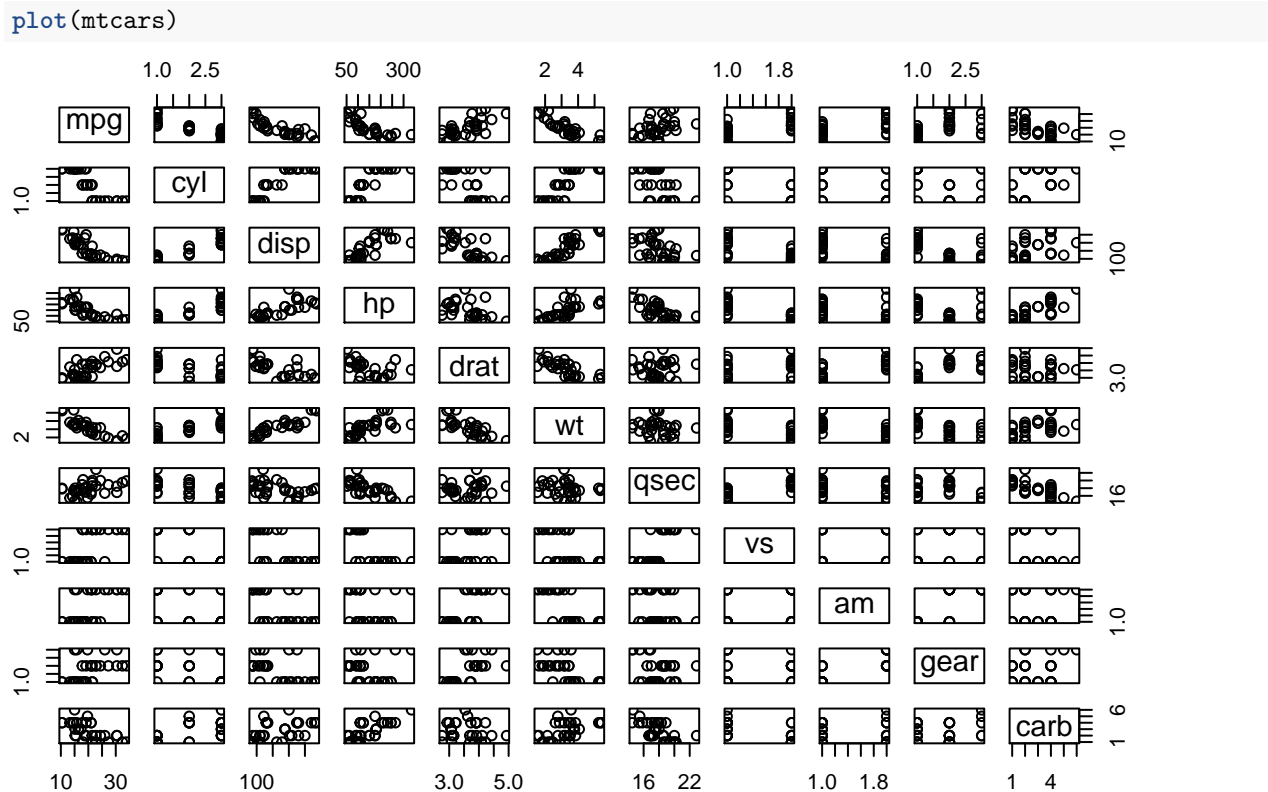 plot(mtcars)
1.0 2.5 50 300 2 4 1.0 1.8 1.0 2.5
mpg 10
1.0 cyl
disp 100
50 hp
drat 3.0
2 wt
qsec 16
1.0 vs
am 1.0
1.0 gear
carb 1 6
10 30 100 3.0 5.0 16 22 1.0 1.8 1 4